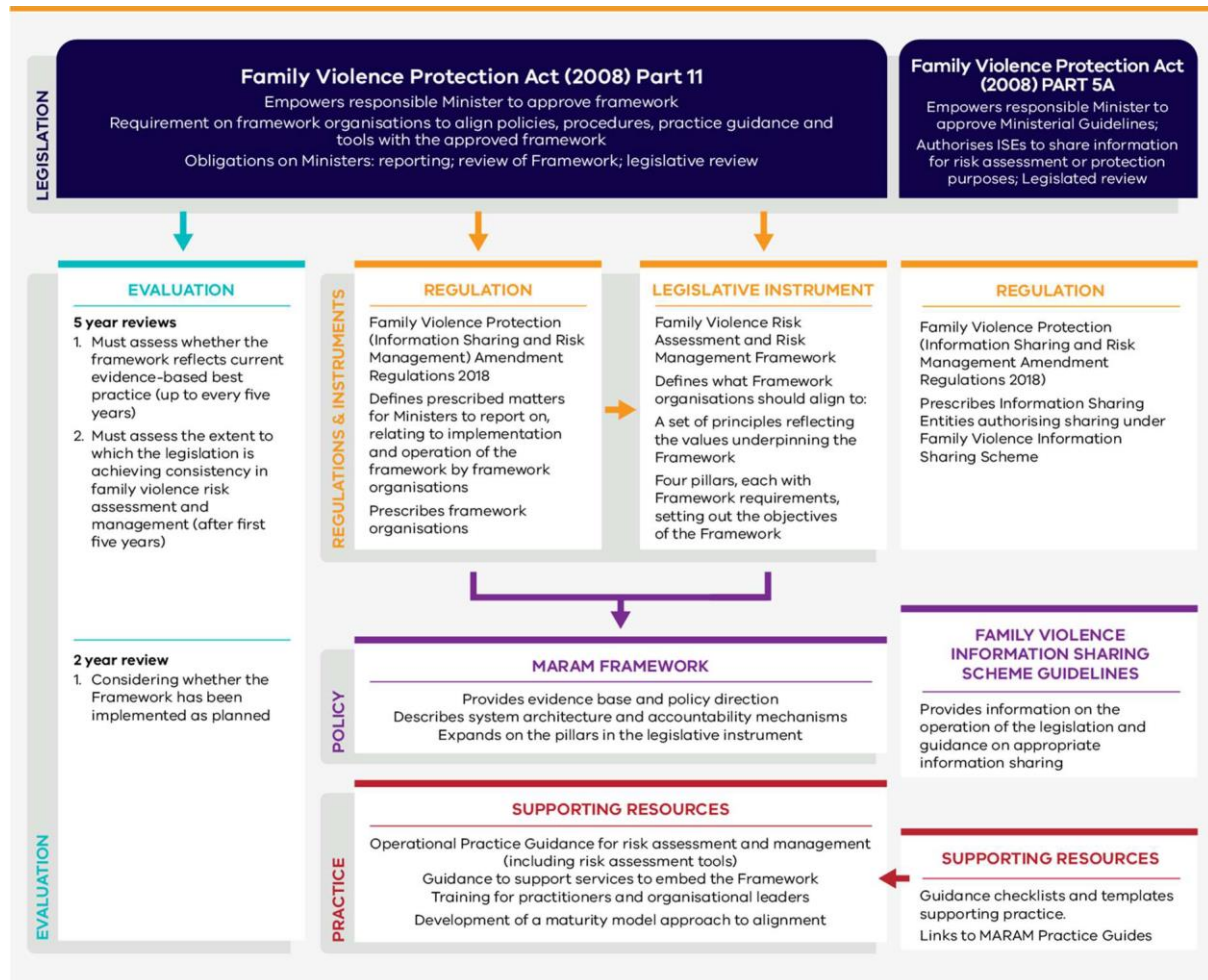 LEGISLATION
Family Violence Protection Act (2008) Part 11
Empowers responsible Minister to approve framework
Requirement on framework organisations to align policies, procedures, practice guidance and
tools with the approved framework
Obligations on Ministers: reporting; review of Framework; legislative review
Family Violence Protection Act
(2008) PART 5A
Empowers responsible Minister to
approve Ministerial Guidelines;
Authorises ISEs to share information
for risk assessment or protection
purposes; Legislated review
EVALUATION
5 year reviews
1. Must assess whether the
framework reflects current
evidence-based best
practice (up to every five
years)
2. Must assess the extent to
which the legislation is
achieving consistency in
family violence risk
assessment and
management (after first
five years)
2 year review
1. Considering whether the
Framework has been
implemented as planned
EVALUATION
REGULATIONS & INSTRUMENTS
REGULATION
Family Violence Protection
(Information Sharing and Risk
Management) Amendment
Regulations 2018
Defines prescribed matters
for Ministers to report on,
relating to implementation
and operation of the
framework by framework
organisations
Prescribes framework
organisations
LEGISLATIVE INSTRUMENT
Family Violence Risk
Assessment and Risk
Management Framework
Defines what Framework
organisations should align to:
A set of principles reflecting
the values underpinning the
Framework
Four pillars, each with
Framework requirements,
setting out the objectives
of the Framework
REGULATION
Family Violence Protection
(Information Sharing and Risk
Management Amendment
Regulations 2018)
Prescribes Information Sharing
Entities authorising sharing under
Family Violence Information
Sharing Scheme
POLICY
MARAM FRAMEWORK
Provides evidence base and policy direction
Describes system architecture and accountability mechanisms
Expands on the pillars in the legislative instrument
FAMILY VIOLENCE
INFORMATION SHARING
SCHEME GUIDELINES
Provides information on the
operation of the legislation and
guidance on appropriate
information sharing
PRACTICE
SUPPORTING RESOURCES
Operational Practice Guidance for risk assessment and management
(including risk assessment tools)
Guidance to support services to embed the Framework
Training for practitioners and organisational leaders
Development of a maturity model approach to alignment
SUPPORTING RESOURCES
Guidance checklists and templates
supporting practice.
Links to MARAM Practice Guides